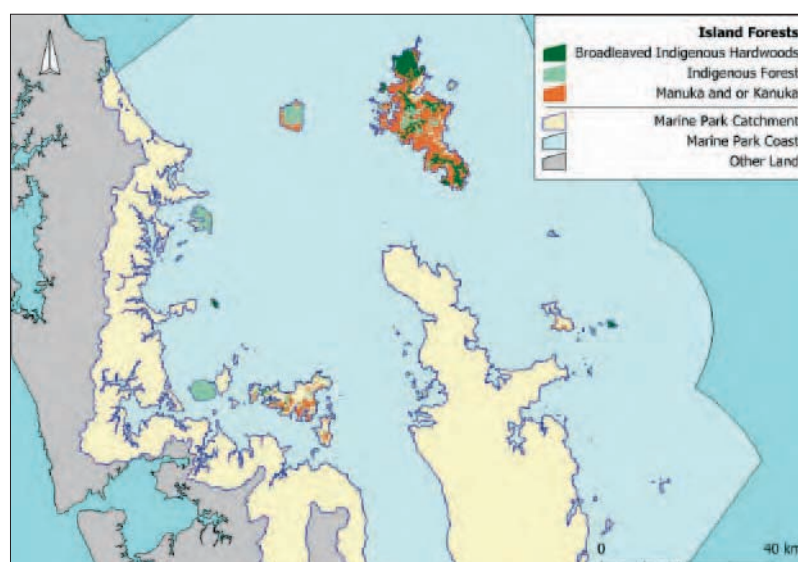 Island Forests
Broadleaved Indigenous Hardwoods
Indigenous Forest
Manuka and or Kanuka
Marine Park Catchment
Marine Park Coast
Other Land
0
40 km